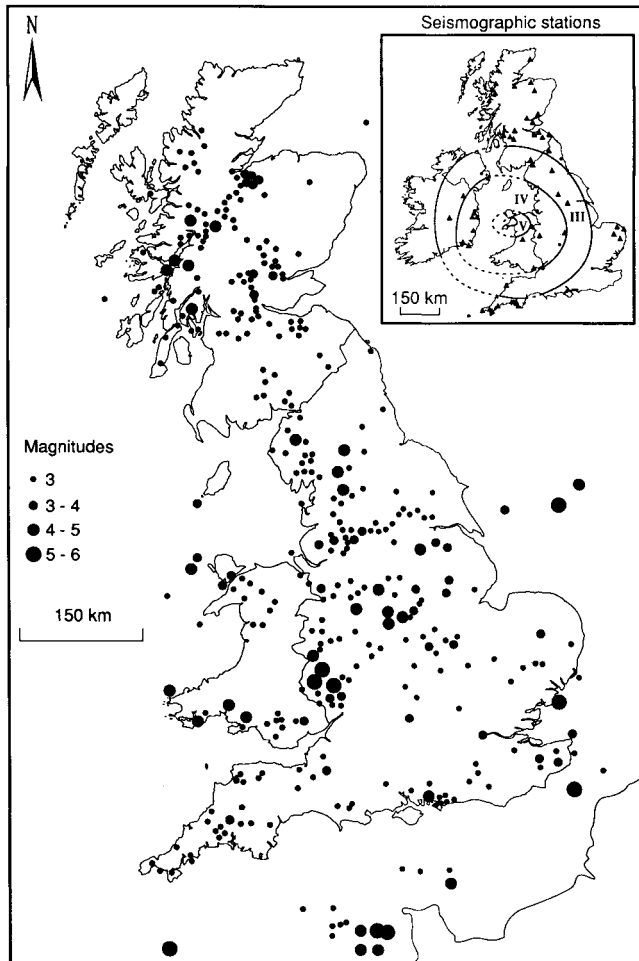 N
Seismographic stations
IV
III
V
150 km
Magnitudes
3
3 - 4
4 - 5
5 - 6
150 km